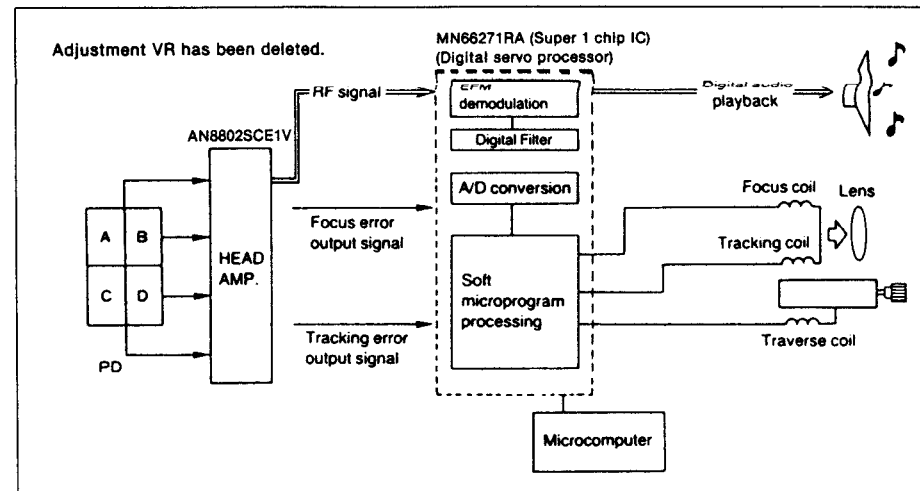 Adjustment VR has been deleted.
MN66271RA (Super 1 chip IC)
(Digital servo processor)
RF signal
EFM
demodulation
Digital audio
playback
AN8802SCE1V
Digital Filter
A/D conversion
Focus coil
Lens
A
B
Focus error
output signal
HEAD
AMP.
Tracking coil
C
D
Soft
microprogram
processing
Tracking error
output signal
PD
Traverse coil
Microcomputer